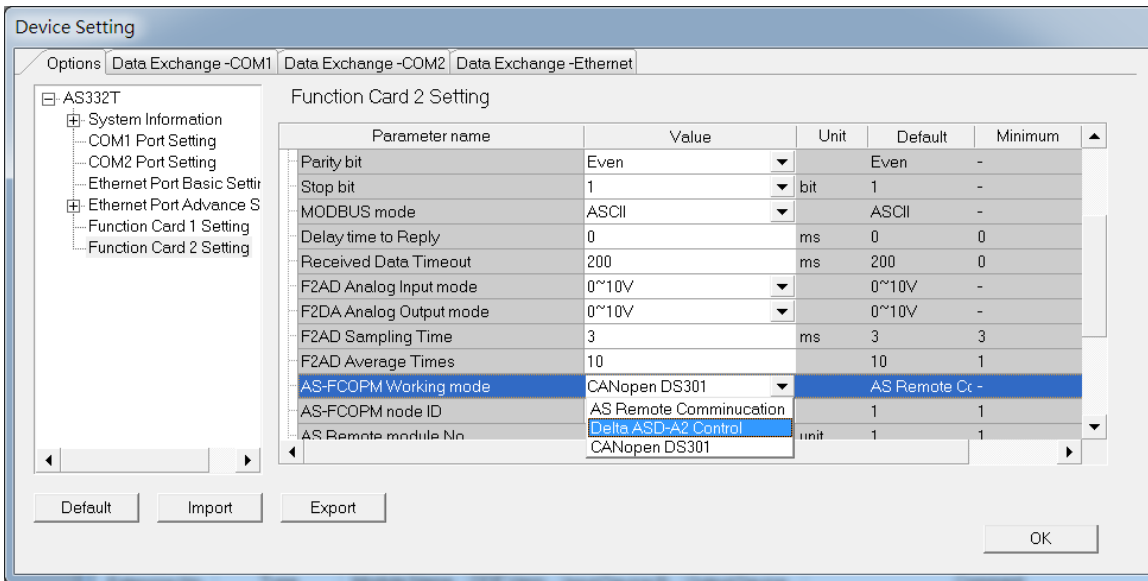 Device Setting
Options Data Exchange -COM1 Data Exchange -COM2 Data Exchange -Ethernet
AS332T
System Information
COM1 Port Setting
COM2 Port Setting
Ethernet Port Basic Settir
Ethernet Port Advance S
Function Card 1 Setting
Function Card 2 Setting
Function Card 2 Setting
Parameter name Value Unit Default Minimum
Parity bit Even Even -
Stop bit 1 bit 1 -
MODBUS mode ASCII ASCII -
Delay time to Reply 0 ms 0 0
Received Data Timeout 200 ms 200 0
F2AD Analog Input mode 0~10V 0~10V -
F2DA Analog Output mode 0~10V 0~10V -
F2AD Sampling Time 3 ms 3 3
F2AD Average Times 10 10 1
AS-FCOPM Working mode CANopen DS301 AS Remote Cc -
AS Remote Comminucation
Delta ASD-A2 Control
CANopen DS301
AS-FCOPM node ID 1 1
AS Remote module No unit 1 1
Default Import Export
OK